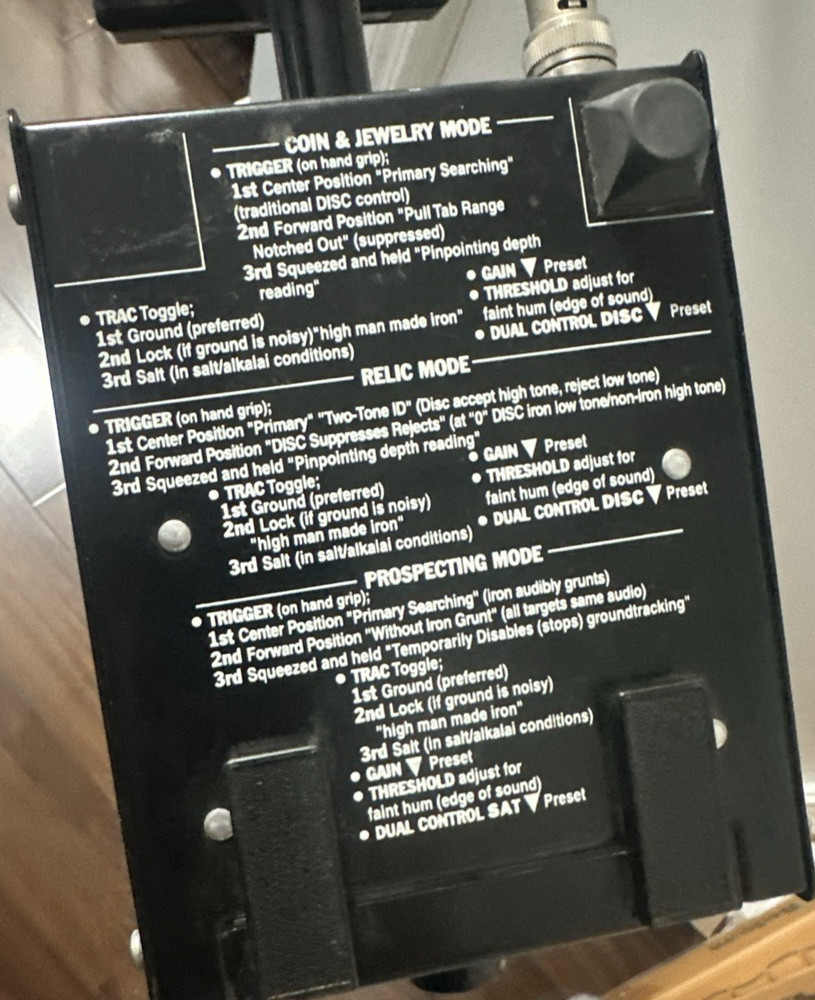 COIN & JEWELRY MODE
• TRIGGER (on hand grip);
1st Center Position "Primary Searching"
(traditional DISC control)
2nd Forward Position "Pull Tab Range
Notched Out" (suppressed)
3rd Squeezed and held "Pinpointing depth
reading"
• TRAC Toggle;
1st Ground (preferred)
2nd Lock (if ground is noisy)"high man made iron"
3rd Salt (in salt/alkalai conditions)
• GAIN ▼ Preset
• THRESHOLD adjust for
faint hum (edge of sound)
• DUAL CONTROL DISC ▼ Preset
RELIC MODE
• TRIGGER (on hand grip);
1st Center Position "Primary" "Two-Tone ID" (Disc accept high tone, reject low tone)
2nd Forward Position "DISC Suppresses Rejects" (at "0" DISC iron low tone/non-iron high tone)
3rd Squeezed and held "Pinpointing depth reading"
• TRAC Toggle;
1st Ground (preferred)
2nd Lock (if ground is noisy)
"high man made iron"
3rd Salt (in salt/alkalai conditions)
• GAIN ▼ Preset
• THRESHOLD adjust for
faint hum (edge of sound)
• DUAL CONTROL DISC ▼ Preset
PROSPECTING MODE
• TRIGGER (on hand grip);
1st Center Position "Primary Searching" (iron audibly grunts)
2nd Forward Position "Without Iron Grunt" (all targets same audio)
3rd Squeezed and held "Temporarily Disables (stops) groundtracking"
• TRAC Toggle;
1st Ground (preferred)
2nd Lock (if ground is noisy)
"high man made iron"
3rd Salt (in salt/alkalai conditions)
• GAIN ▼ Preset
• THRESHOLD adjust for
faint hum (edge of sound)
• DUAL CONTROL SAT ▼ Preset